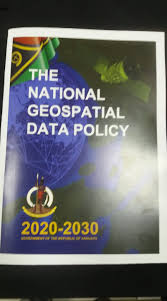 THE
NATIONAL
GEOSPATIAL
DATA POLICY
2020-2030
GOVERNMENT OF THE REPUBLIC OF VANUATU